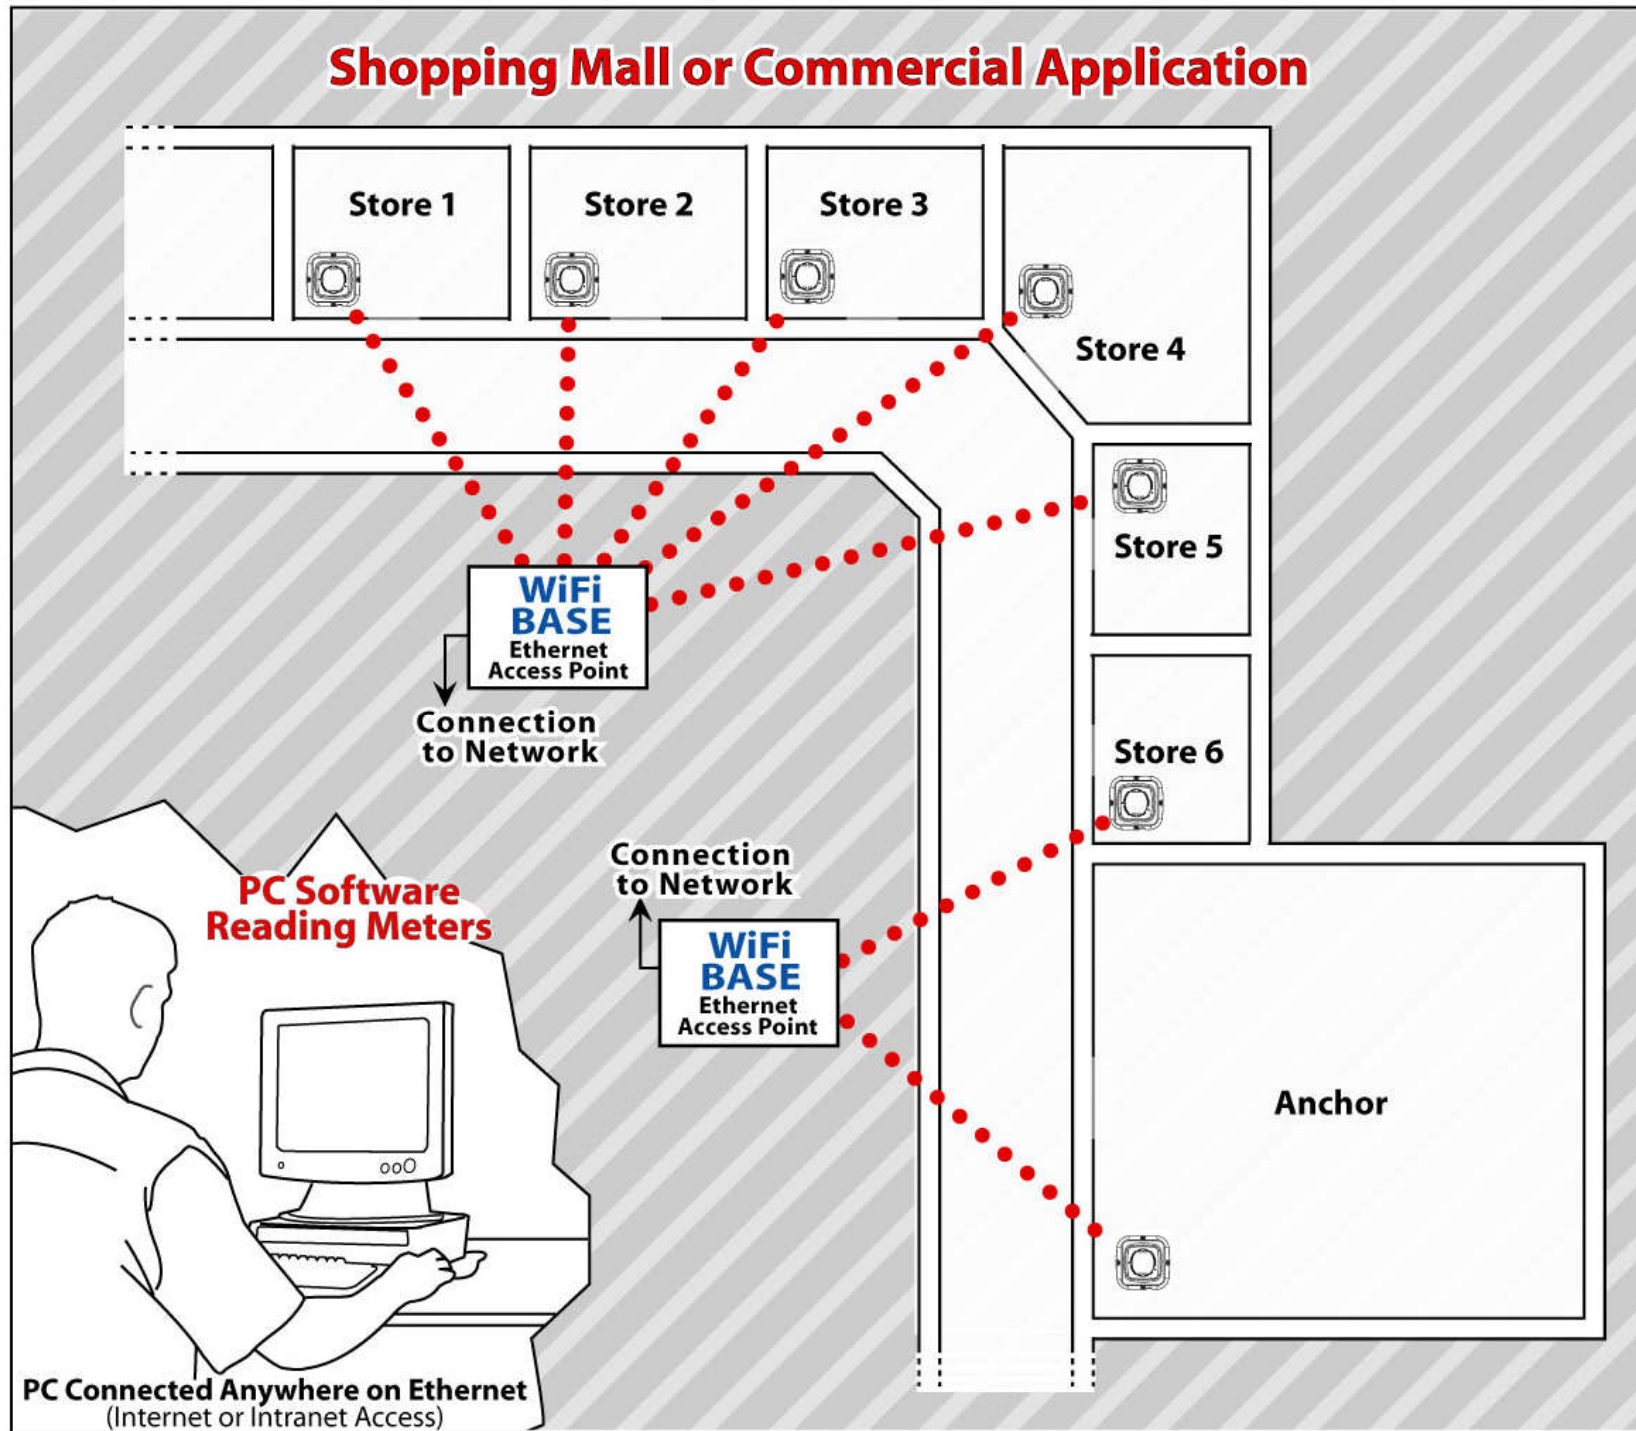 Shopping Mall or Commercial Application
Store 1
Store 2
Store 3
Store 4
Store 5
Store 6
Anchor
WiFi
BASE
Ethernet
Access Point
Connection
to Network
Connection
to Network
WiFi
BASE
Ethernet
Access Point
PC Software
Reading Meters
PC Connected Anywhere on Ethernet
(Internet or Intranet Access)